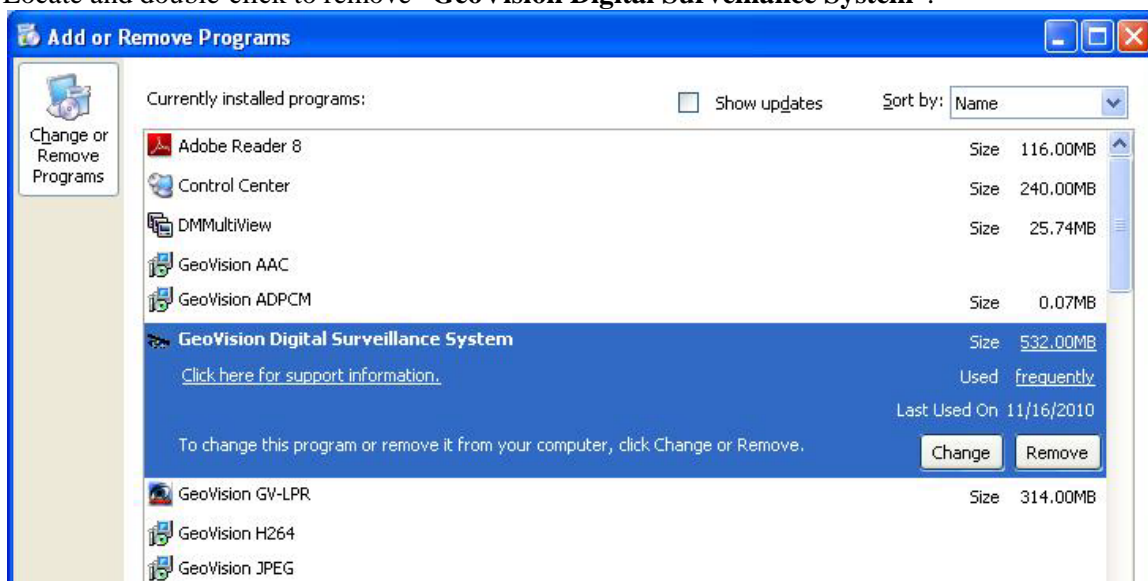 Locate and double-click to remove "GeoVision Digital Surveillance System".
Add or Remove Programs
Change or
Remove
Programs
Currently installed programs:
Show updates
Sort by: Name
Adobe Reader 8 Size 116.00MB
Control Center Size 240.00MB
DMMultiView Size 25.74MB
GeoVision AAC
GeoVision ADPCM Size 0.07MB
GeoVision Digital Surveillance System Size 532.00MB
Click here for support information. Used frequently
Last Used On 11/16/2010
To change this program or remove it from your computer, click Change or Remove. Change Remove
GeoVision GV-LPR Size 314.00MB
GeoVision H264
GeoVision JPEG